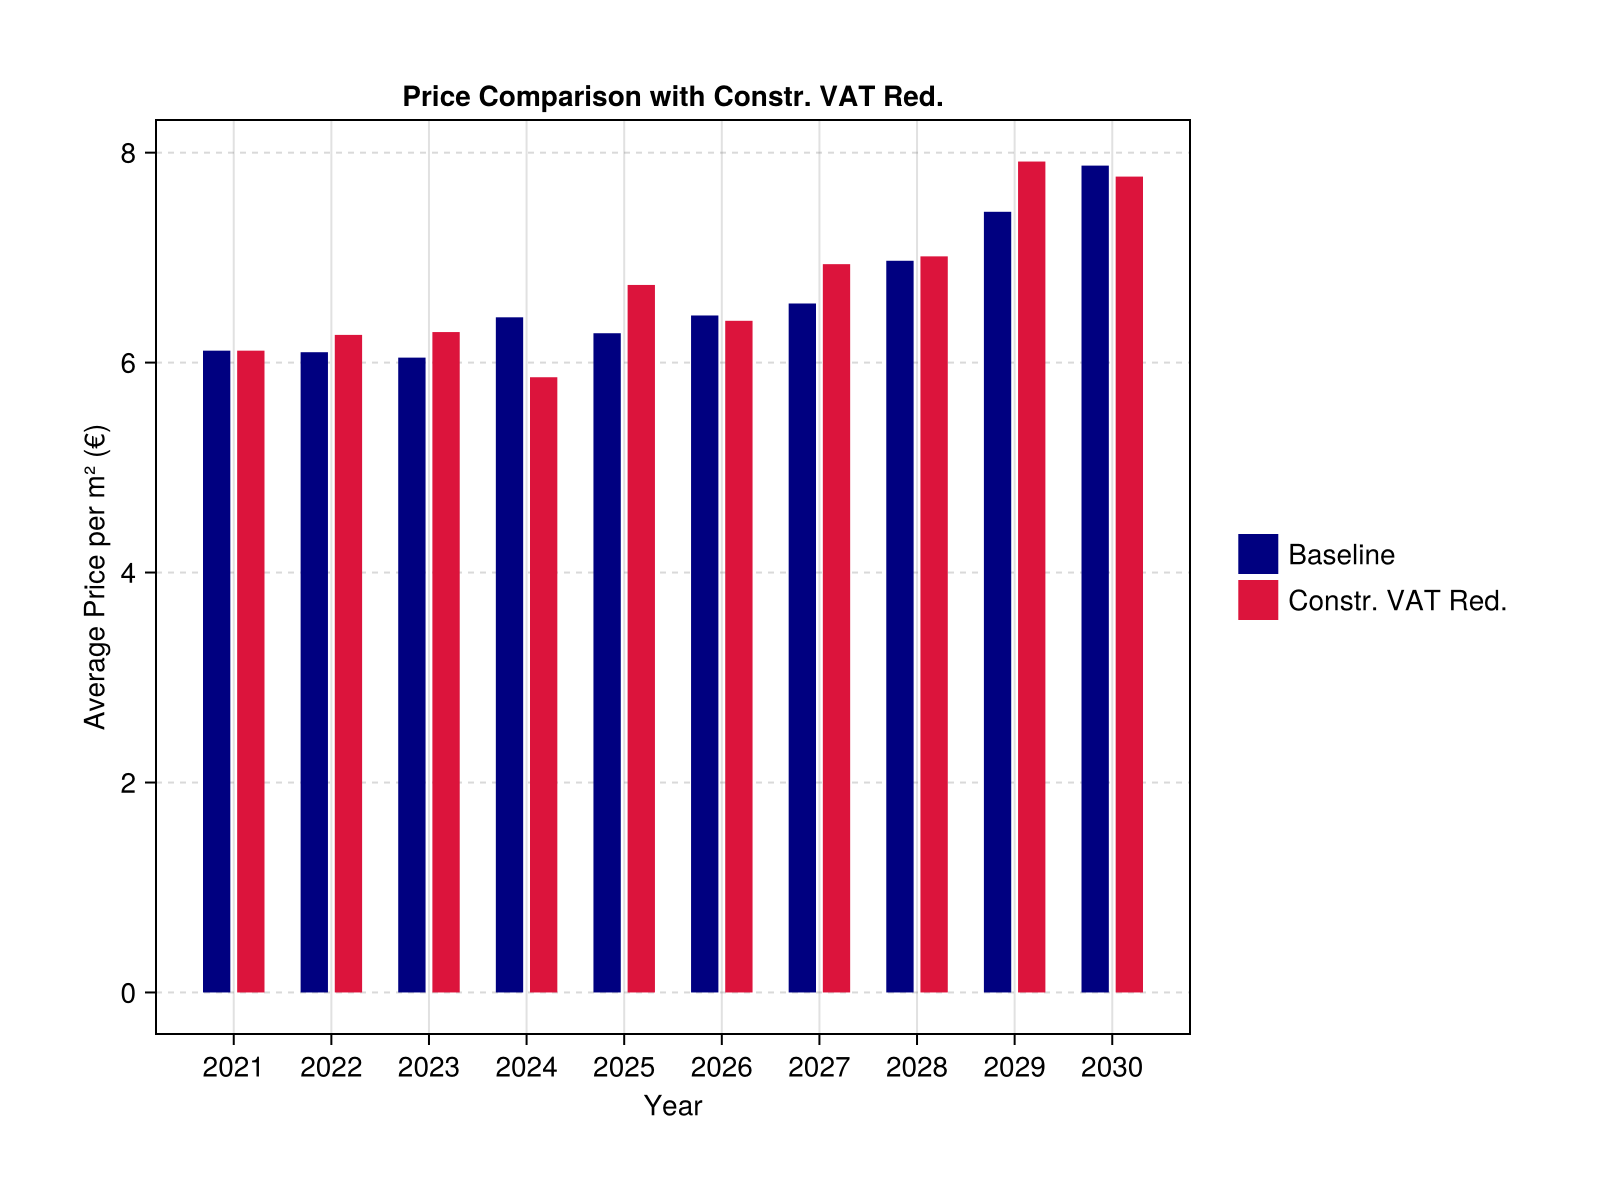 Price Comparison with Constr. VAT Red.
8
6
4
2
0
Average Price per m² (€)
2021 2022 2023 2024 2025 2026 2027 2028 2029 2030
Year
Baseline
Constr. VAT Red.